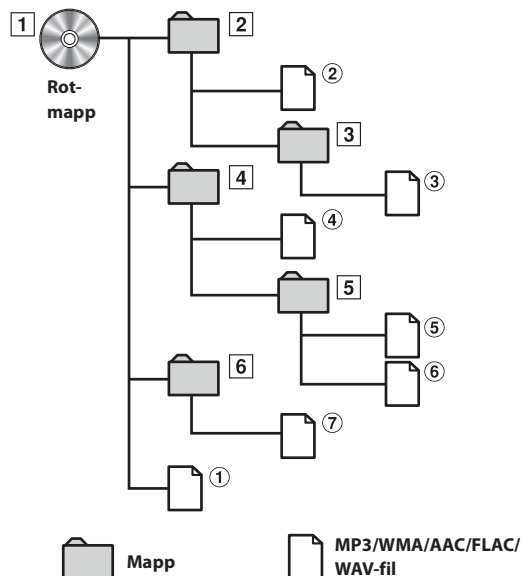 1
2
Rot-
mapp
②
3
③
4
④
5
⑤
⑥
6
⑦
①
Mapp
MP3/WMA/AAC/FLAC/
WAV-fil